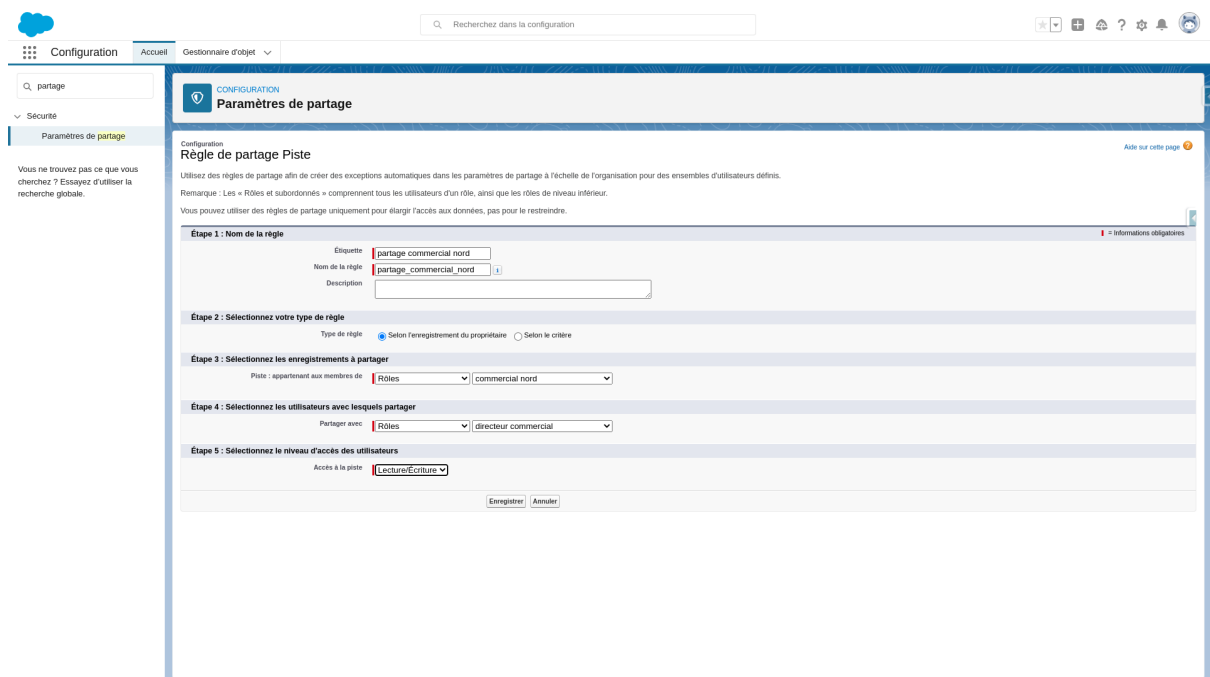 Recherchez dans la configuration
Configuration
Accueil
Gestionnaire d'objet
partage
Sécurité
Paramètres de partage
Vous ne trouvez pas ce que vous
cherchez ? Essayez d'utiliser la
recherche globale.
CONFIGURATION
Paramètres de partage
Configuration
Règle de partage Piste
Aide sur cette page
Utilisez des règles de partage afin de créer des exceptions automatiques dans les paramètres de partage à l'échelle de l'organisation pour des ensembles d'utilisateurs définis.
Remarque : Les « Rôles et subordonnés » comprennent tous les utilisateurs d'un rôle, ainsi que les rôles de niveau inférieur.
Vous pouvez utiliser des règles de partage uniquement pour élargir l'accès aux données, pas pour le restreindre.
Étape 1 : Nom de la règle
= Informations obligatoires
Étiquette partage commercial nord
Nom de la règle partage_commercial_nord i
Description
Étape 2 : Sélectionnez votre type de règle
Type de règle Selon l'enregistrement du propriétaire Selon le critère
Étape 3 : Sélectionnez les enregistrements à partager
Piste : appartenant aux membres de Rôles commercial nord
Étape 4 : Sélectionnez les utilisateurs avec lesquels partager
Partager avec Rôles directeur commercial
Étape 5 : Sélectionnez le niveau d'accès des utilisateurs
Accès à la piste Lecture/Écriture
Enregistrer Annuler